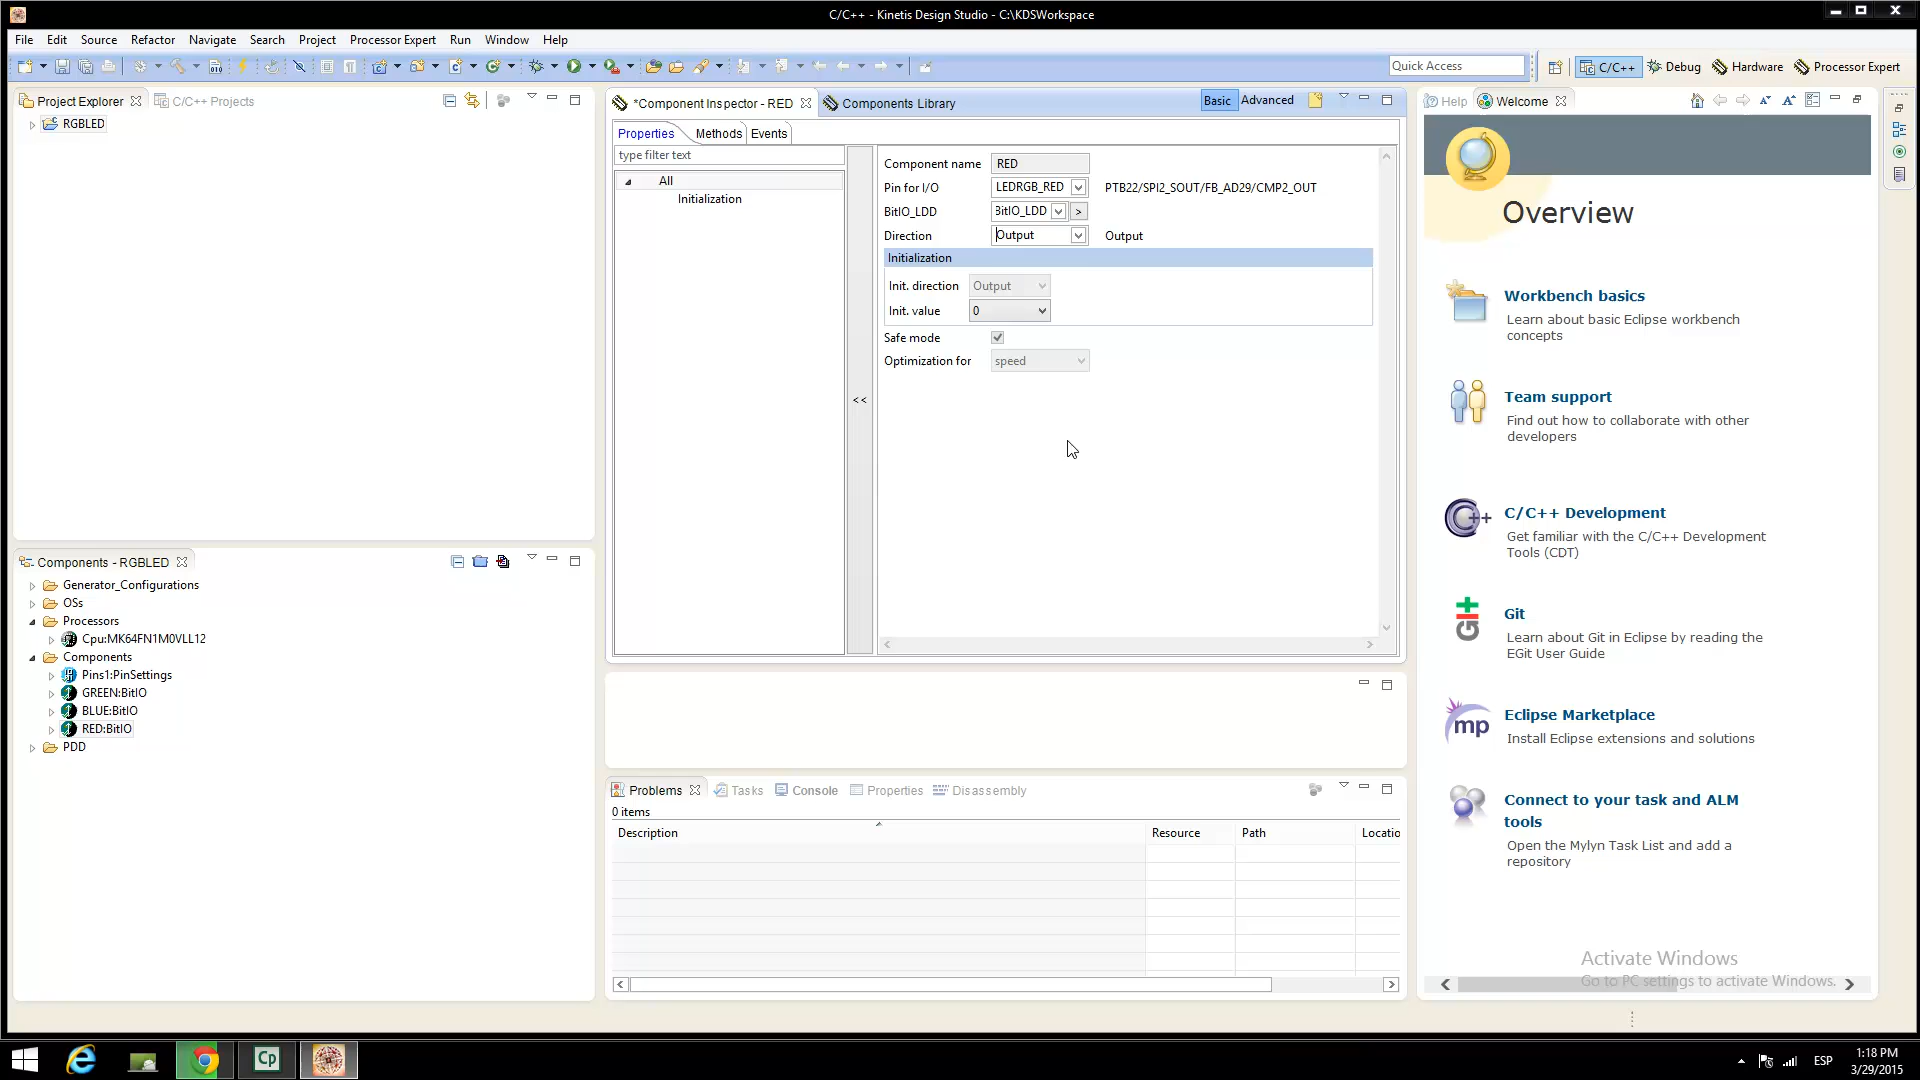 C/C++ - Kinetis Design Studio - C:\KDSWorkspace
File Edit Source Refactor Navigate Search Project Processor Expert Run Window Help
Quick Access
C/C++ Debug Hardware Processor Expert
Project Explorer C/C++ Projects
RGBLED
*Component Inspector - RED Components Library Basic Advanced
Properties Methods Events
type filter text
All
Initialization
<<
Component name RED
Pin for I/O LEDRGB_RED PTB22/SPI2_SOUT/FB_AD29/CMP2_OUT
BitIO_LDD BitIO_LDD >
Direction Output Output
Initialization
Init. direction Output
Init. value 0
Safe mode
Optimization for speed
Components - RGBLED
Generator_Configurations
OSs
Processors
Cpu:MK64FN1M0VLL12
Components
Pins1:PinSettings
GREEN:BitIO
BLUE:BitIO
RED:BitIO
PDD
Problems Tasks Console Properties Disassembly
0 items
Description Resource Path Locatio
Help Welcome
Overview
Workbench basics
Learn about basic Eclipse workbench
concepts
Team support
Find out how to collaborate with other
developers
C++
C/C++ Development
Get familiar with the C/C++ Development
Tools (CDT)
Git
Learn about Git in Eclipse by reading the
EGit User Guide
mp
Eclipse Marketplace
Install Eclipse extensions and solutions
Connect to your task and ALM
tools
Open the Mylyn Task List and add a
repository
Activate Windows
Go to PC settings to activate Windows.
Cp
ESP
1:18 PM
3/29/2015